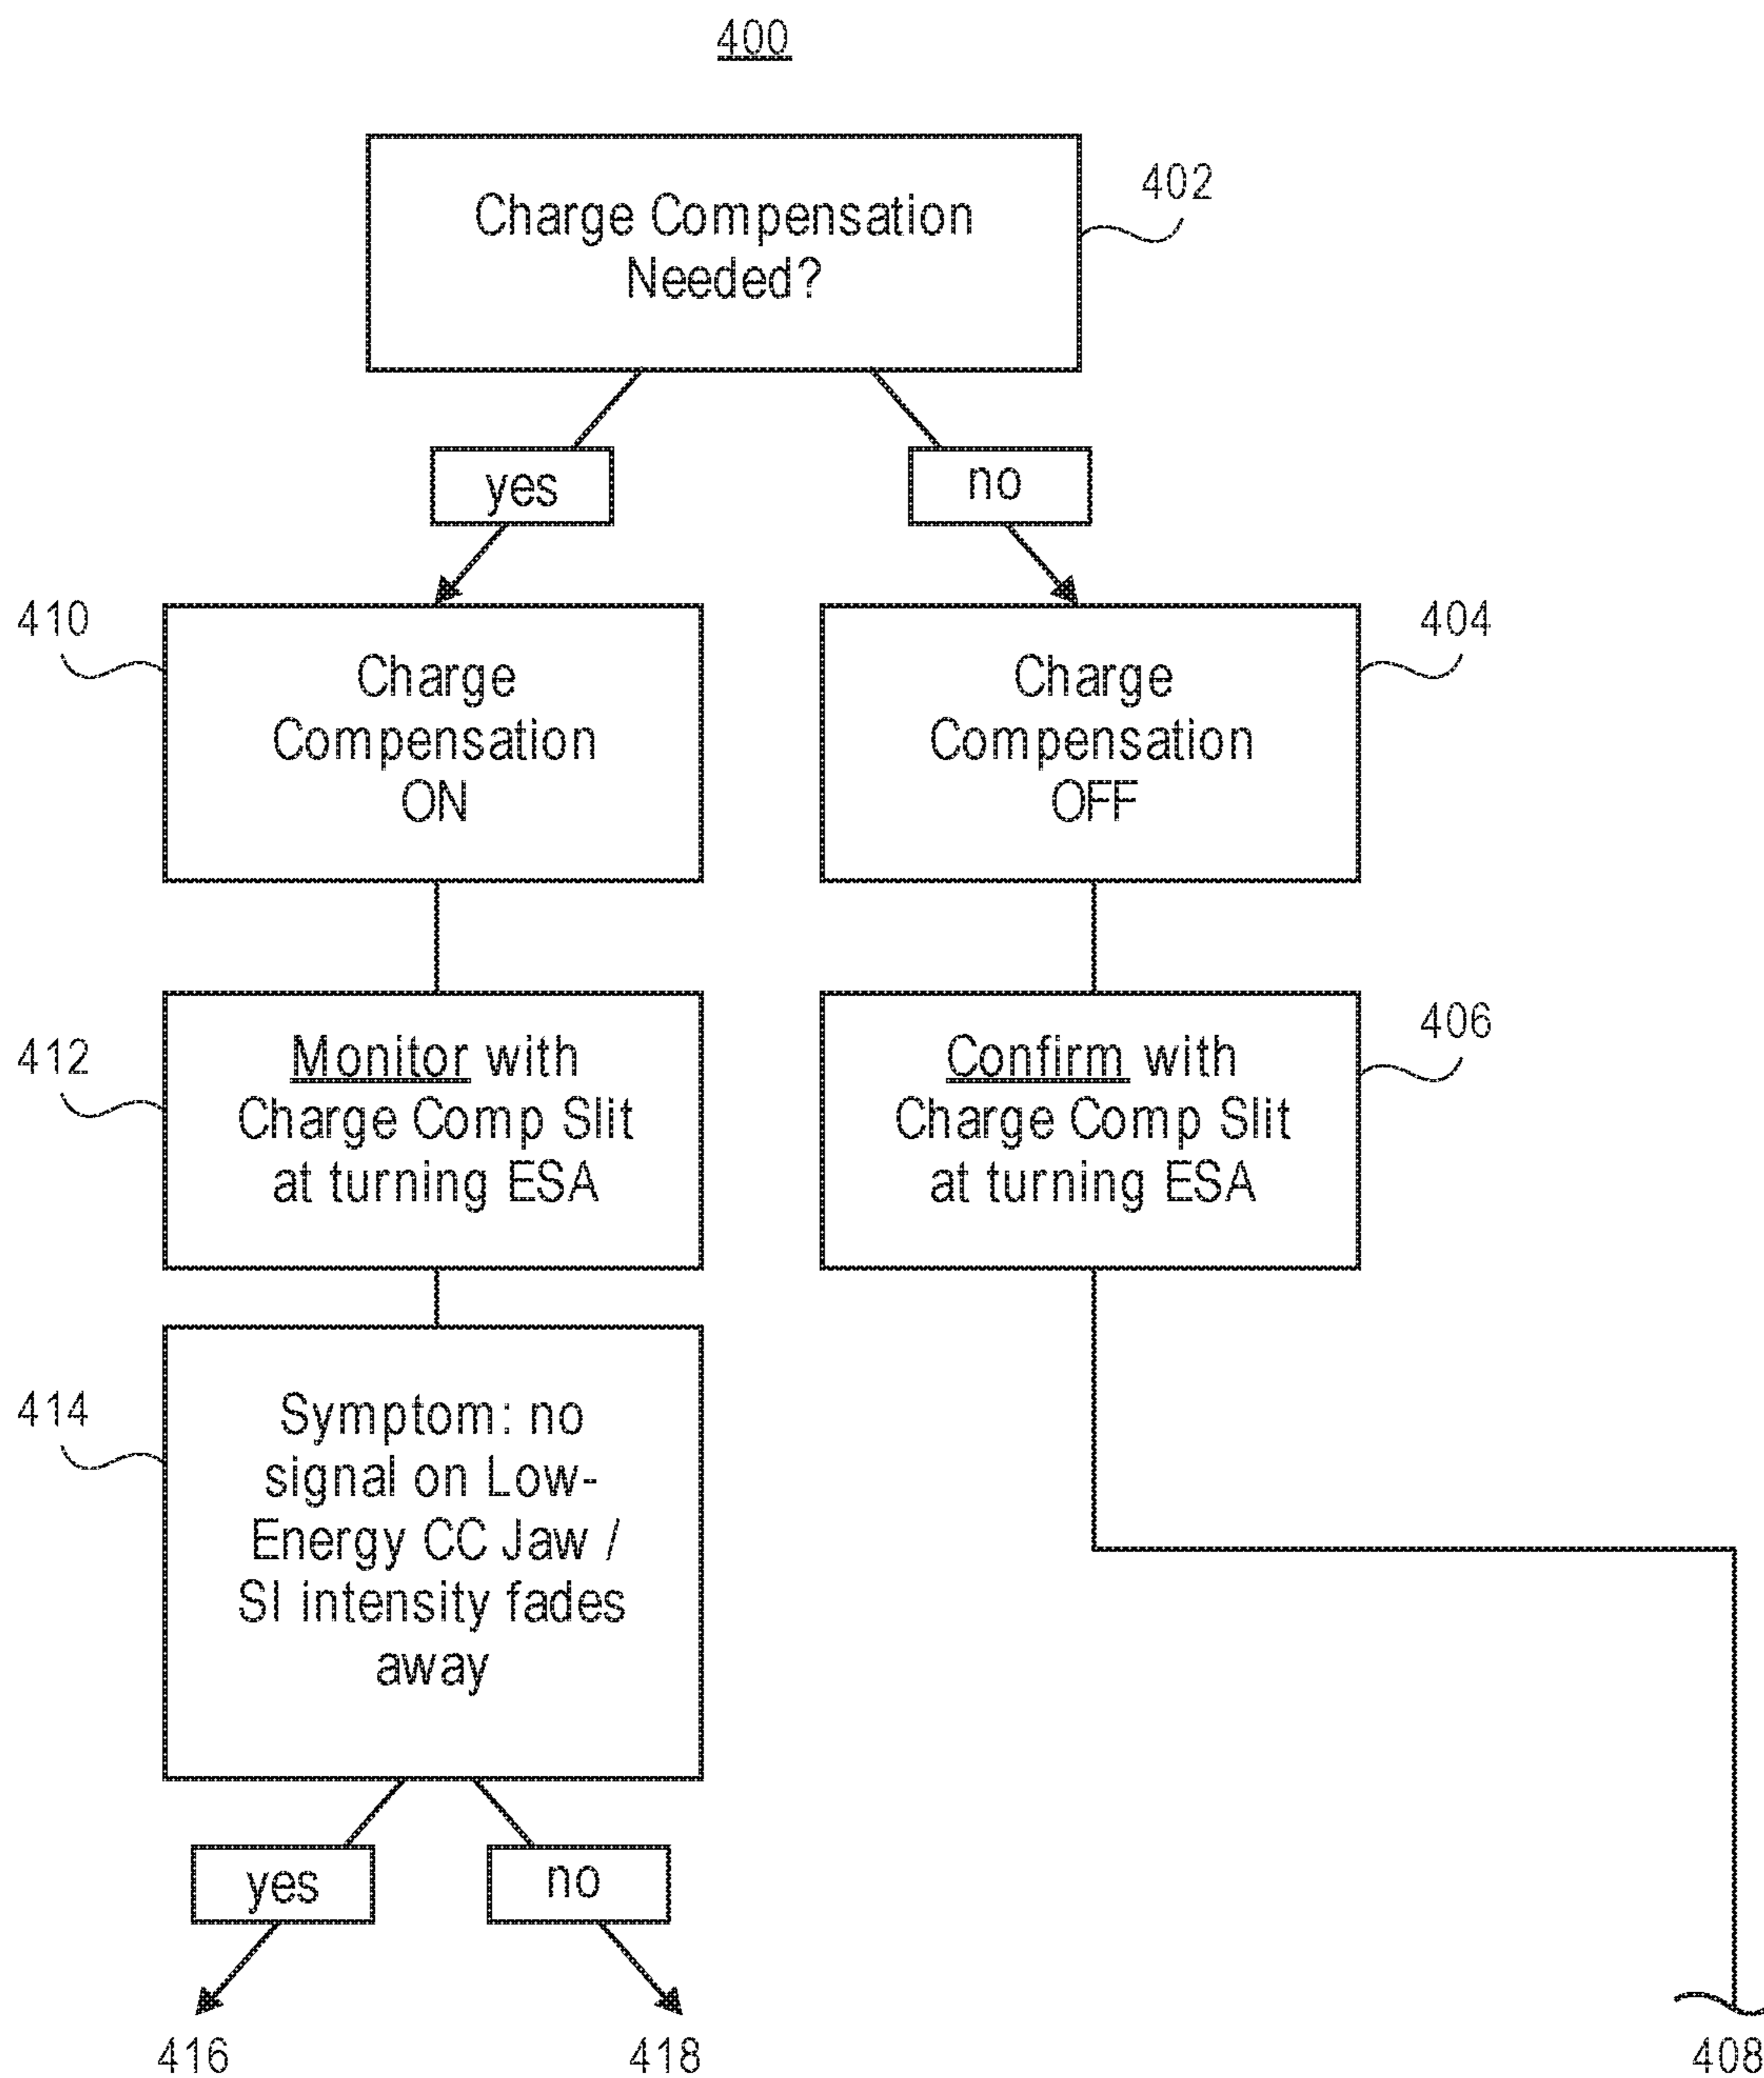 400
Charge Compensation
Needed?
402
yes
no
410
Charge
Compensation
ON
Charge
Compensation
OFF
404
412
Monitor with
Charge Comp Slit
at turning ESA
Confirm with
Charge Comp Slit
at turning ESA
406
414
Symptom: no
signal on Low-
Energy CC Jaw /
SI intensity fades
away
yes
no
416
418
408